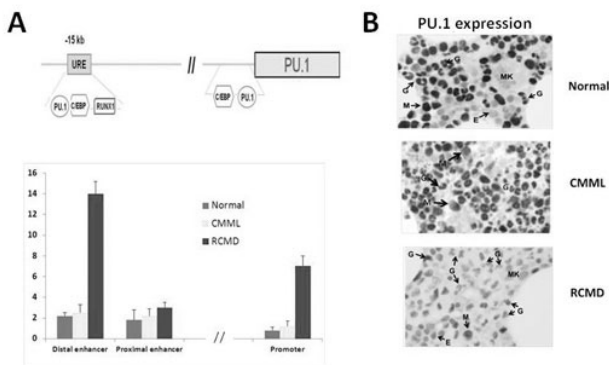 A
-15 kb
URE
//
PU.1
PU.1
C/EBP
RUNX1
C/EBP
PU.1
16
14
12
10
8
6
4
2
0
Normal
CMML
RCMD
Distal enhancer
Proximal enhancer
//
Promoter
B
PU.1 expression
G
G
M
MK
G
E
Normal
M
G
M
G
CMML
G
G
G
G
MK
G
M
E
RCMD